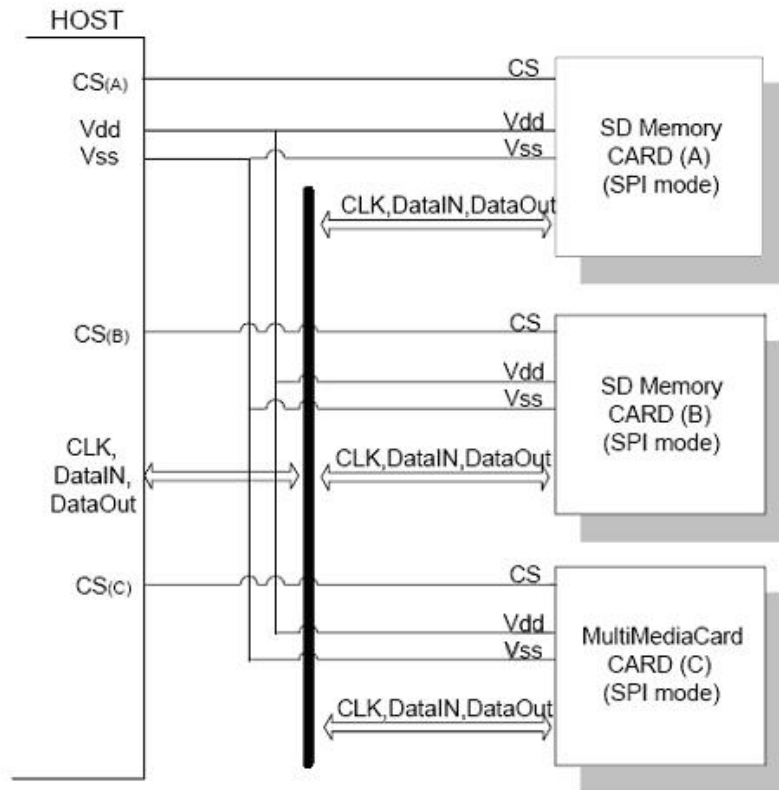 HOST
CS(A)
Vdd
Vss
CS
Vdd
Vss
SD Memory
CARD (A)
(SPI mode)
CLK,DataIN,DataOut
CS(B)
CS
Vdd
Vss
SD Memory
CARD (B)
(SPI mode)
CLK,
DataIN,
DataOut
CLK,DataIN,DataOut
CS(C)
CS
Vdd
Vss
MultiMediaCard
CARD (C)
(SPI mode)
CLK,DataIN,DataOut